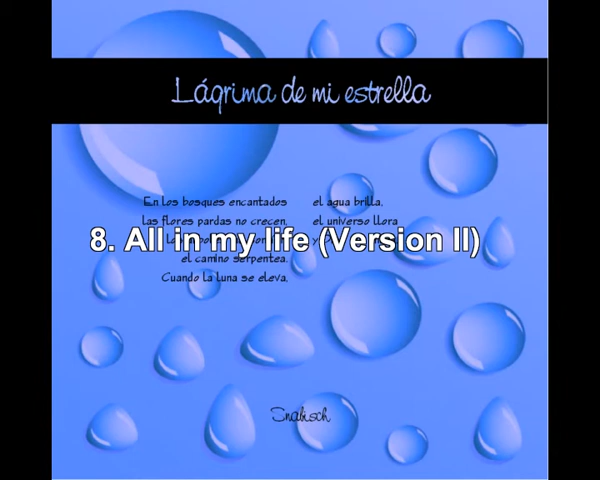 Lágrima de mi estrella
En los bosques encantados
las flores pardas no crecen,
el camino serpentea.
Cuando la luna se eleva,
el agua brilla,
el universo llora
y
8. All in my life (Version II)
Snalisch